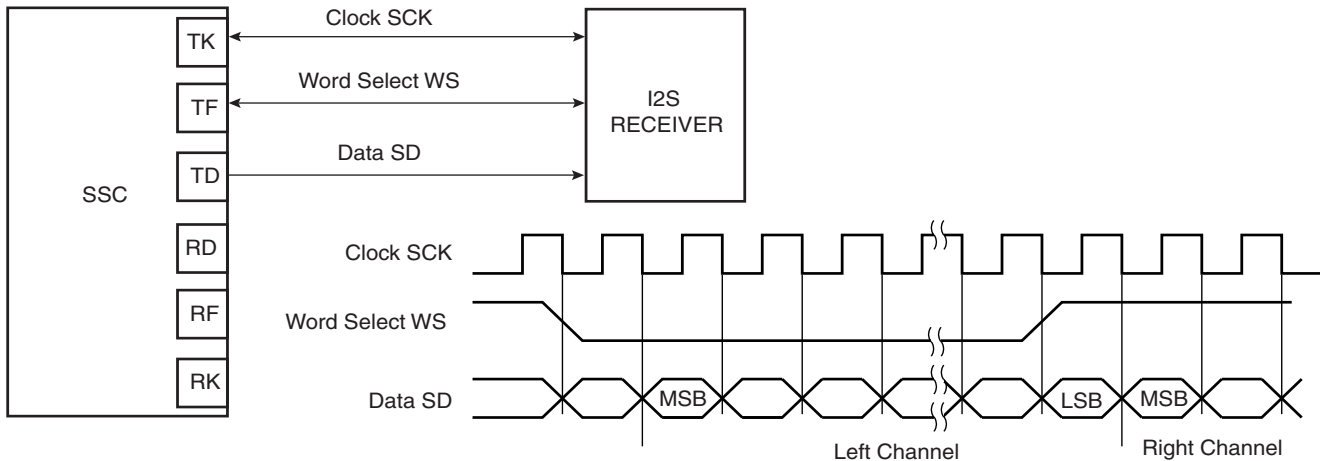 Clock SCK
TK
Word Select WS
TF
I2S
RECEIVER
Data SD
TD
SSC
RD
RF
RK
Clock SCK
Word Select WS
Data SD
MSB
LSB
MSB
Left Channel
Right Channel